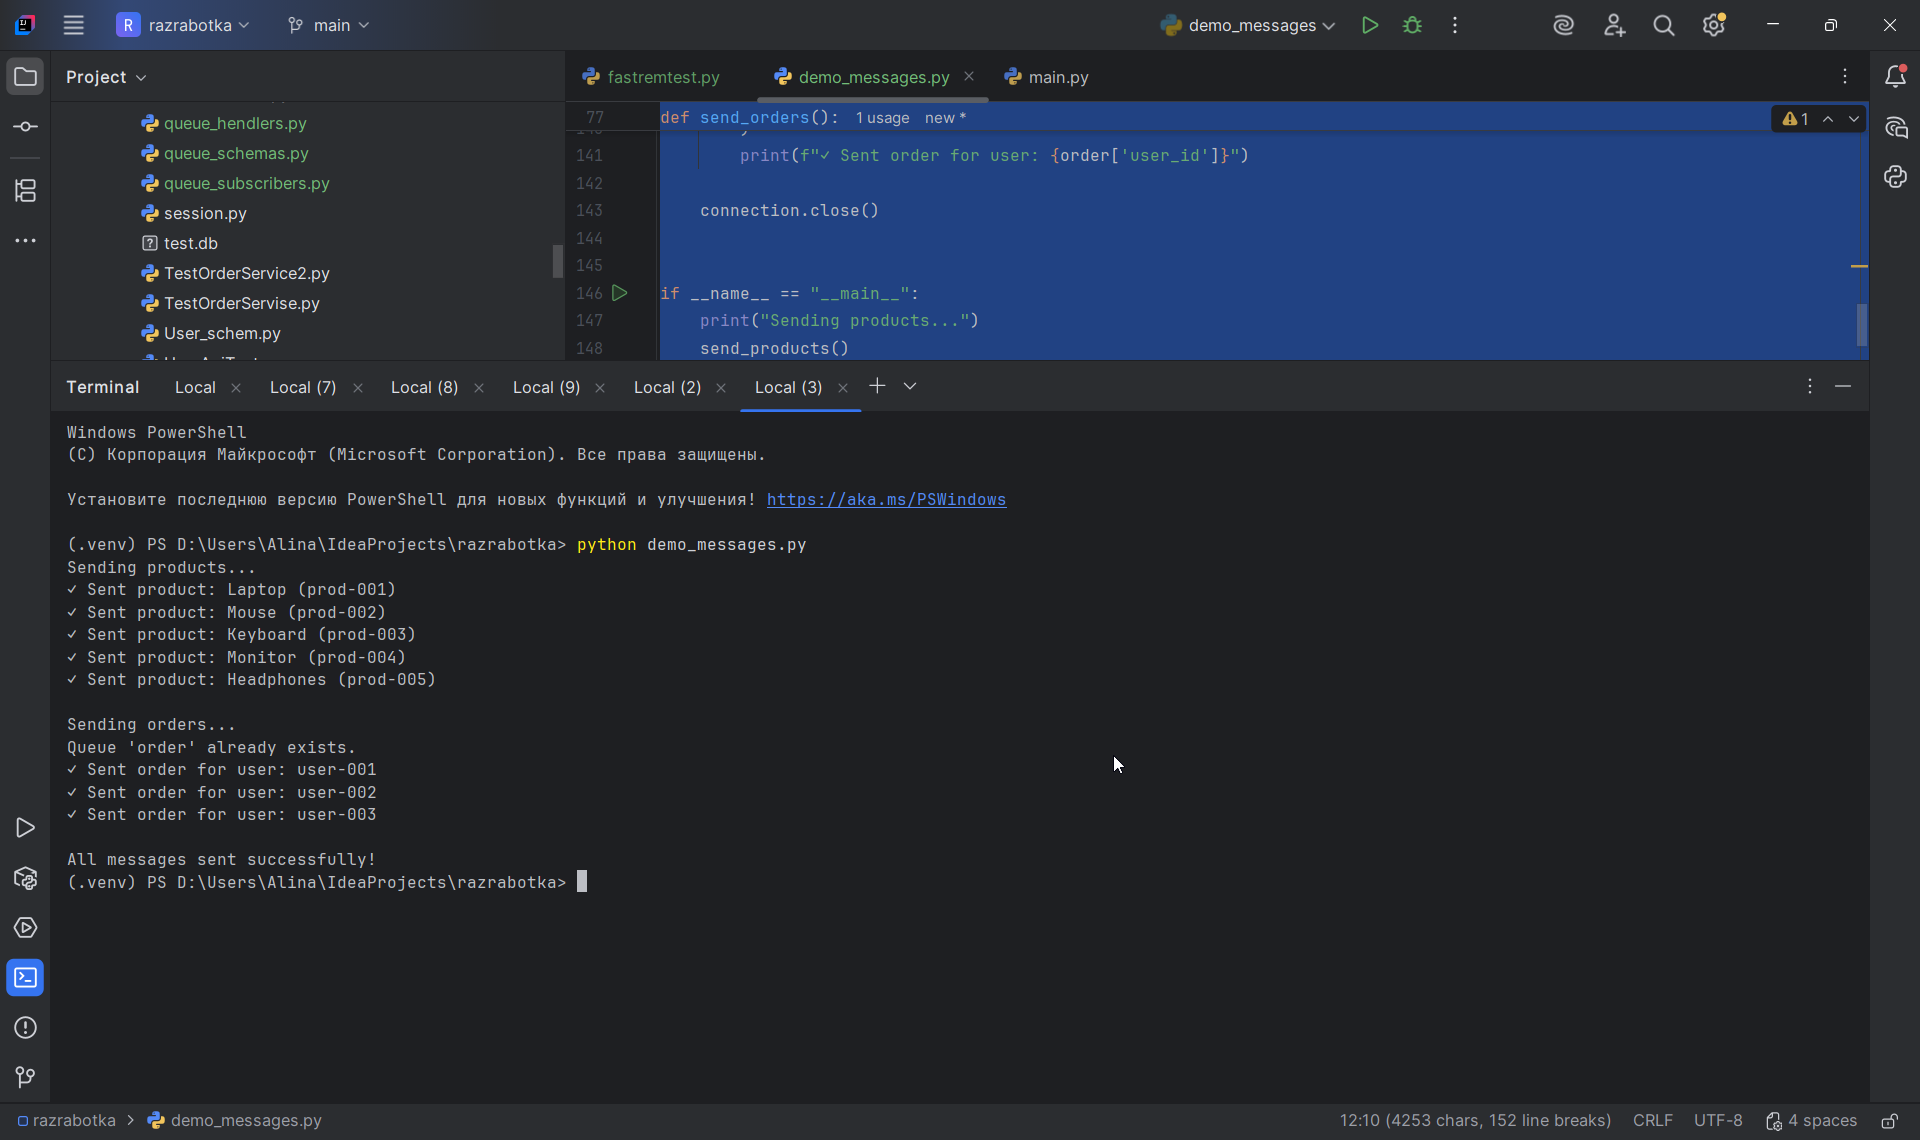 R razrabotka main demo_messages
Project
queue_hendlers.py
queue_schemas.py
queue_subscribers.py
session.py
test.db
TestOrderService2.py
TestOrderServise.py
User_schem.py
fastremtest.py demo_messages.py main.py
77 def send_orders(): 1 usage new * 1
141 print(f"✓ Sent order for user: {order['user_id']}")
142
143 connection.close()
144
145
146 if __name__ == "__main__":
147 print("Sending products...")
148 send_products()
Terminal Local Local (7) Local (8) Local (9) Local (2) Local (3)
Windows PowerShell
(C) Корпорация Майкрософт (Microsoft Corporation). Все права защищены.
Установите последнюю версию PowerShell для новых функций и улучшения! https://aka.ms/PSWindows
(.venv) PS D:\Users\Alina\IdeaProjects\razrabotka> python demo_messages.py
Sending products...
✓ Sent product: Laptop (prod-001)
✓ Sent product: Mouse (prod-002)
✓ Sent product: Keyboard (prod-003)
✓ Sent product: Monitor (prod-004)
✓ Sent product: Headphones (prod-005)
Sending orders...
Queue 'order' already exists.
✓ Sent order for user: user-001
✓ Sent order for user: user-002
✓ Sent order for user: user-003
All messages sent successfully!
(.venv) PS D:\Users\Alina\IdeaProjects\razrabotka>
razrabotka > demo_messages.py 12:10 (4253 chars, 152 line breaks) CRLF UTF-8 4 spaces